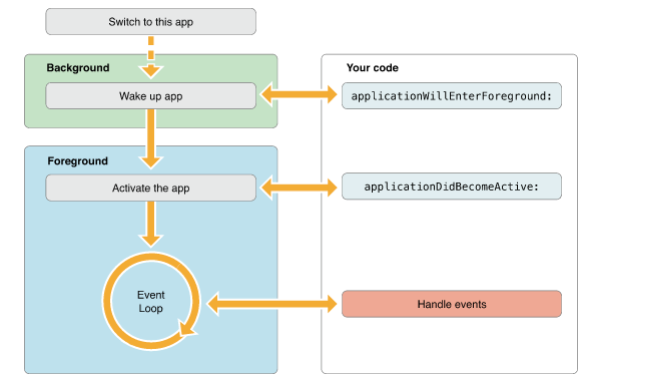 Switch to this app
Background
Your code
Wake up app
applicationWillEnterForeground:
Foreground
Activate the app
applicationDidBecomeActive:
Event
Loop
Handle events